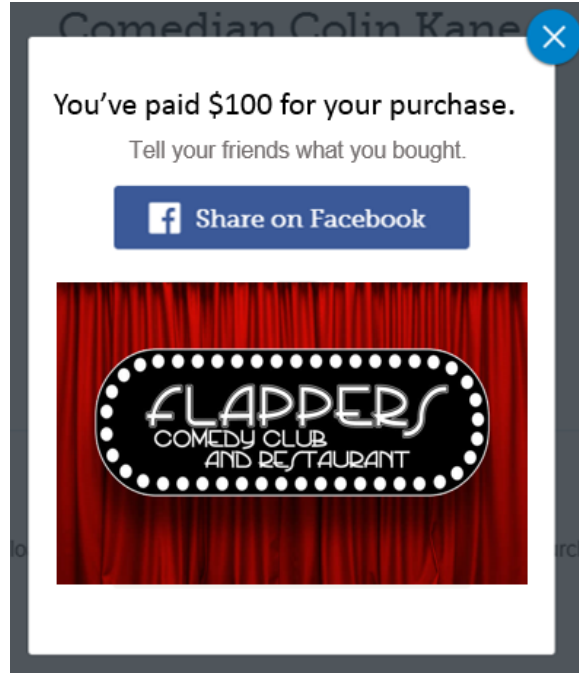 Comedian Colin Kane
You've paid $100 for your purchase.
Tell your friends what you bought.
f Share on Facebook
FLAPPERS
COMEDY CLUB
AND RESTAURANT